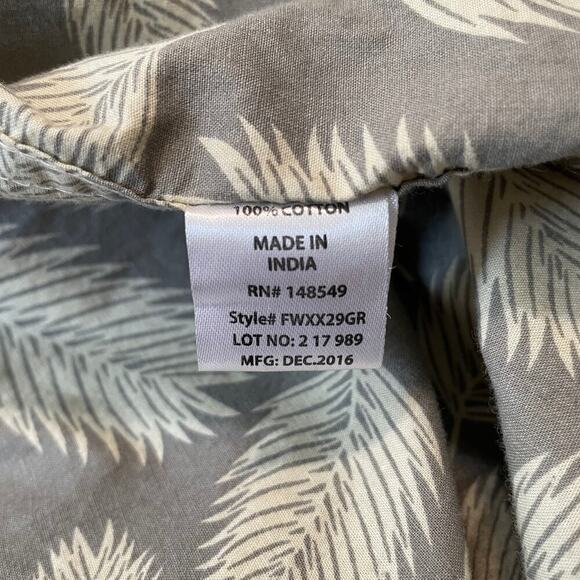 100% COTTON
MADE IN
INDIA
RN# 148549
Style# FWXX29GR
LOT NO: 2 17 989
MFG: DEC.2016